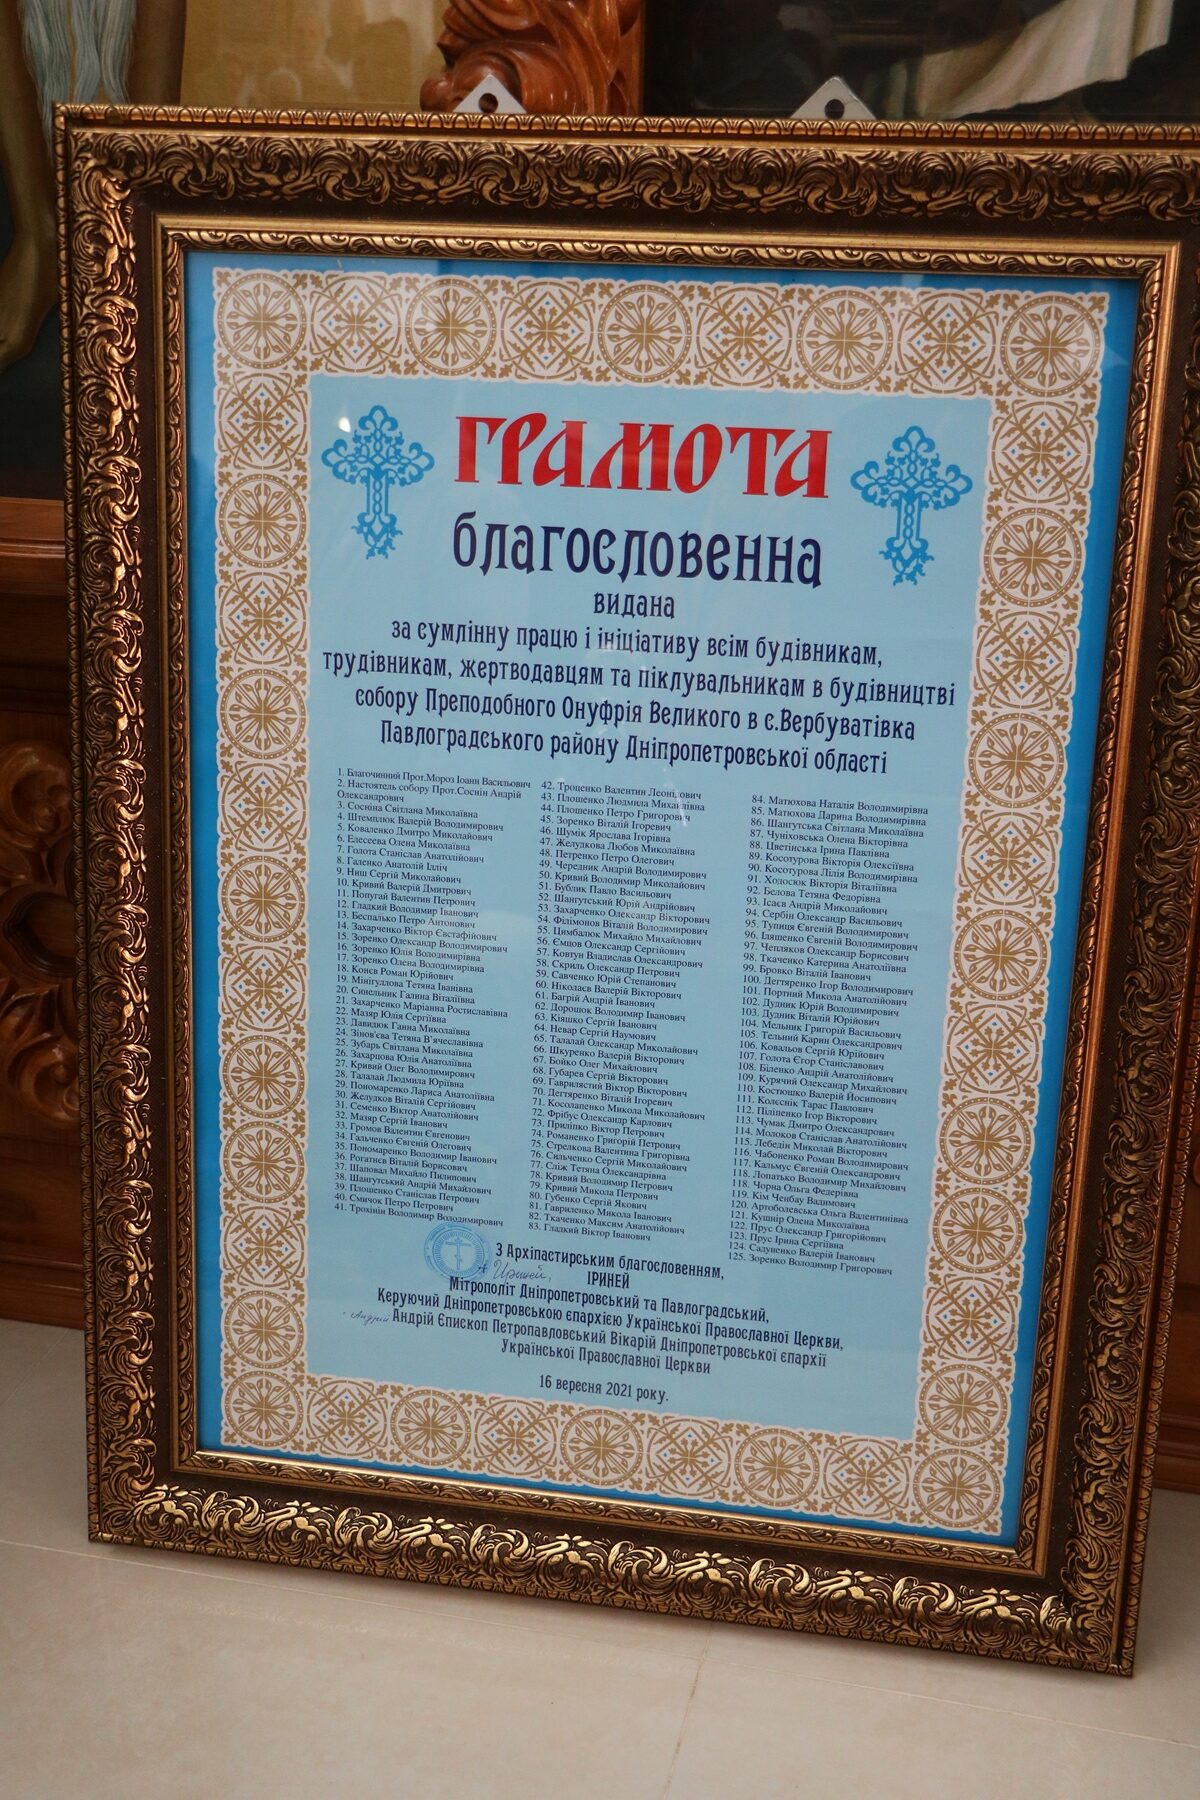 ГРАМОТА
благословенна
видана
за сумлінну працю і ініціативу всім будівникам,
трудівникам, жертводавцям та піклувальникам в будівництві
собору Преподобного Онуфрія Великого в с.Вербуватівка
Павлоградського району Дніпропетровської області
1. Благочинний Прот.Мороз Іоанн Васильович
2. Настоятель собору Прот.Соснін Андрій
Олександрович
3. Сосніна Світлана Миколаївна
4. Штемплюк Валерій Володимирович
5. Коваленко Дмитро Миколайович
6. Елесеева Олена Миколаївна
7. Голота Станіслав Анатолійович
8. Галенко Анатолій Ілліч
9. Ниш Сергій Миколайович
10. Кривий Валерій Дмитрович
11. Попугай Валентин Петрович
12. Гладкий Володимир Іванович
13. Беспалько Петро Антонович
14. Захарченко Віктор Євстафійович
15. Зоренко Олександр Володимирович
16. Зоренко Юлія Володимирівна
17. Зоренко Олена Володимирівна
18. Конєв Роман Юрійович
19. Мінігуллова Тетяна Іванівна
20. Синельник Галина Віталіївна
21. Захарченко Маріанна Ростиславівна
22. Мазяр Юлія Сергіївна
23. Давидюк Ганна Миколаївна
24. Зінов'єва Тетяна В'ячеславівна
25. Зубарь Світлана Миколаївна
26. Захарцова Юлія Анатоліївна
27. Кривий Олег Володимирович
28. Талалай Людмила Юріївна
29. Пономаренко Лариса Анатоліївна
30. Желудков Віталій Сергійович
31. Семенко Віктор Анатолійович
32. Мазяр Сергій Іванович
33. Громов Валентин Євгенович
34. Гальченко Євгеній Олегович
35. Пономаренко Володимир Іванович
36. Рогатнєв Віталій Борисович
37. Шаповал Михайло Пилипович
38. Шангутський Андрій Михайлович
39. Плошенко Станіслав Петрович
40. Смичок Петро Петрович
41. Трохінін Володимир Володимирович
42. Троценко Валентин Леонідович
43. Плошенко Людмила Михайлівна
44. Плошенко Петро Григорович
45. Зоренко Віталій Ігоревич
46. Шумік Ярослава Ігорівна
47. Желудкова Любов Миколаївна
48. Петренко Петро Олегович
49. Чередник Андрій Володимирович
50. Кривий Володимир Миколайович
51. Бублик Павло Васильович
52. Шангутський Юрій Андрійович
53. Захарченко Олександр Вікторович
54. Філімонов Віталій Володимирович
55. Цимбалюк Михайло Михайлович
56. Ємцов Олександр Сергійович
57. Ковтун Владислав Олександрович
58. Скриль Олександр Петрович
59. Савченко Юрій Степанович
60. Ніколаєв Валерій Вікторович
61. Багрій Андрій Іванович
62. Дорошок Володимир Іванович
63. Кіяшко Сергій Іванович
64. Невар Сергій Наумович
65. Талалай Олександр Миколайович
66. Шкуренко Валерій Вікторович
67. Бойко Олег Михайлович
68. Губарев Сергій Вікторович
69. Гаврилястий Віктор Вікторович
70. Дегтяренко Віталій Ігоревич
71. Косолапенко Микола Миколайович
72. Фрібус Олександр Карлович
73. Приліпко Віктор Петрович
74. Романенко Григорій Петрович
75. Стрелкова Валентина Григорівна
76. Сильченко Сергій Миколайович
77. Сліж Тетяна Олександрівна
78. Кривий Володимир Петрович
79. Кривий Микола Петрович
80. Губенко Сергій Якович
81. Гавриленко Микола Іванович
82. Ткаченко Максим Анатолійович
83. Гладкий Віктор Іванович
84. Матюхова Наталія Володимирівна
85. Матюхова Дарина Володимирівна
86. Шангутська Світлана Миколаївна
87. Чуніховська Олена Вікторівна
88. Цветінська Ірина Павлівна
89. Косотурова Вікторія Олексіївна
90. Косотурова Лілія Володимирівна
91. Ходосюк Вікторія Віталіївна
92. Белова Тетяна Федорівна
93. Ісаєв Андрій Миколайович
94. Сербін Олександр Васильович
95. Тупиця Євгеній Володимирович
96. Іляшенко Євгеній Володимирович
97. Чепляков Олександр Борисович
98. Ткаченко Катерина Анатоліївна
99. Бровко Віталій Іванович
100. Дегтяренко Ігор Володимирович
101. Портний Микола Анатолійович
102. Дудник Юрій Володимирович
103. Дудник Віталій Юрійович
104. Мельник Григорій Васильович
105. Тельний Карин Олександрович
106. Ковальов Сергій Юрійович
107. Голота Єгор Станіславович
108. Біленко Андрій Анатолійович
109. Курячий Олександр Михайлович
110. Костюшко Валерій Йосипович
111. Колєснік Тарас Павлович
112. Піліпенко Ігор Вікторович
113. Чумак Дмитро Олександрович
114. Молоков Станіслав Анатолійович
115. Лебедін Миколай Вікторович
116. Чабоненко Роман Володимирович
117. Кальмус Євгеній Олександрович
118. Лопатько Володимир Михайлович
118. Чорна Ольга Федерівна
119. Кім Ченбау Вадимович
120. Артоболевська Ольга Валентинівна
121. Кушнір Олена Миколаївна
122. Прус Олександр Григорійович
123. Прус Ірина Сергіївна
124. Садуненко Валерій Іванович
125. Зоренко Володимир Григорович
З Архіпастирським благословенням,
Іриней,
ІРИНЕЙ
Мітрополіт Дніпропетровський та Павлоградський,
Керуючий Дніпропетровською єпархією Української Православної Церкви,
Андрій
Андрій Єпископ Петропавловський Вікарій Дніпропетровської єпархії
Української Православної Церкви
16 вересня 2021 року.